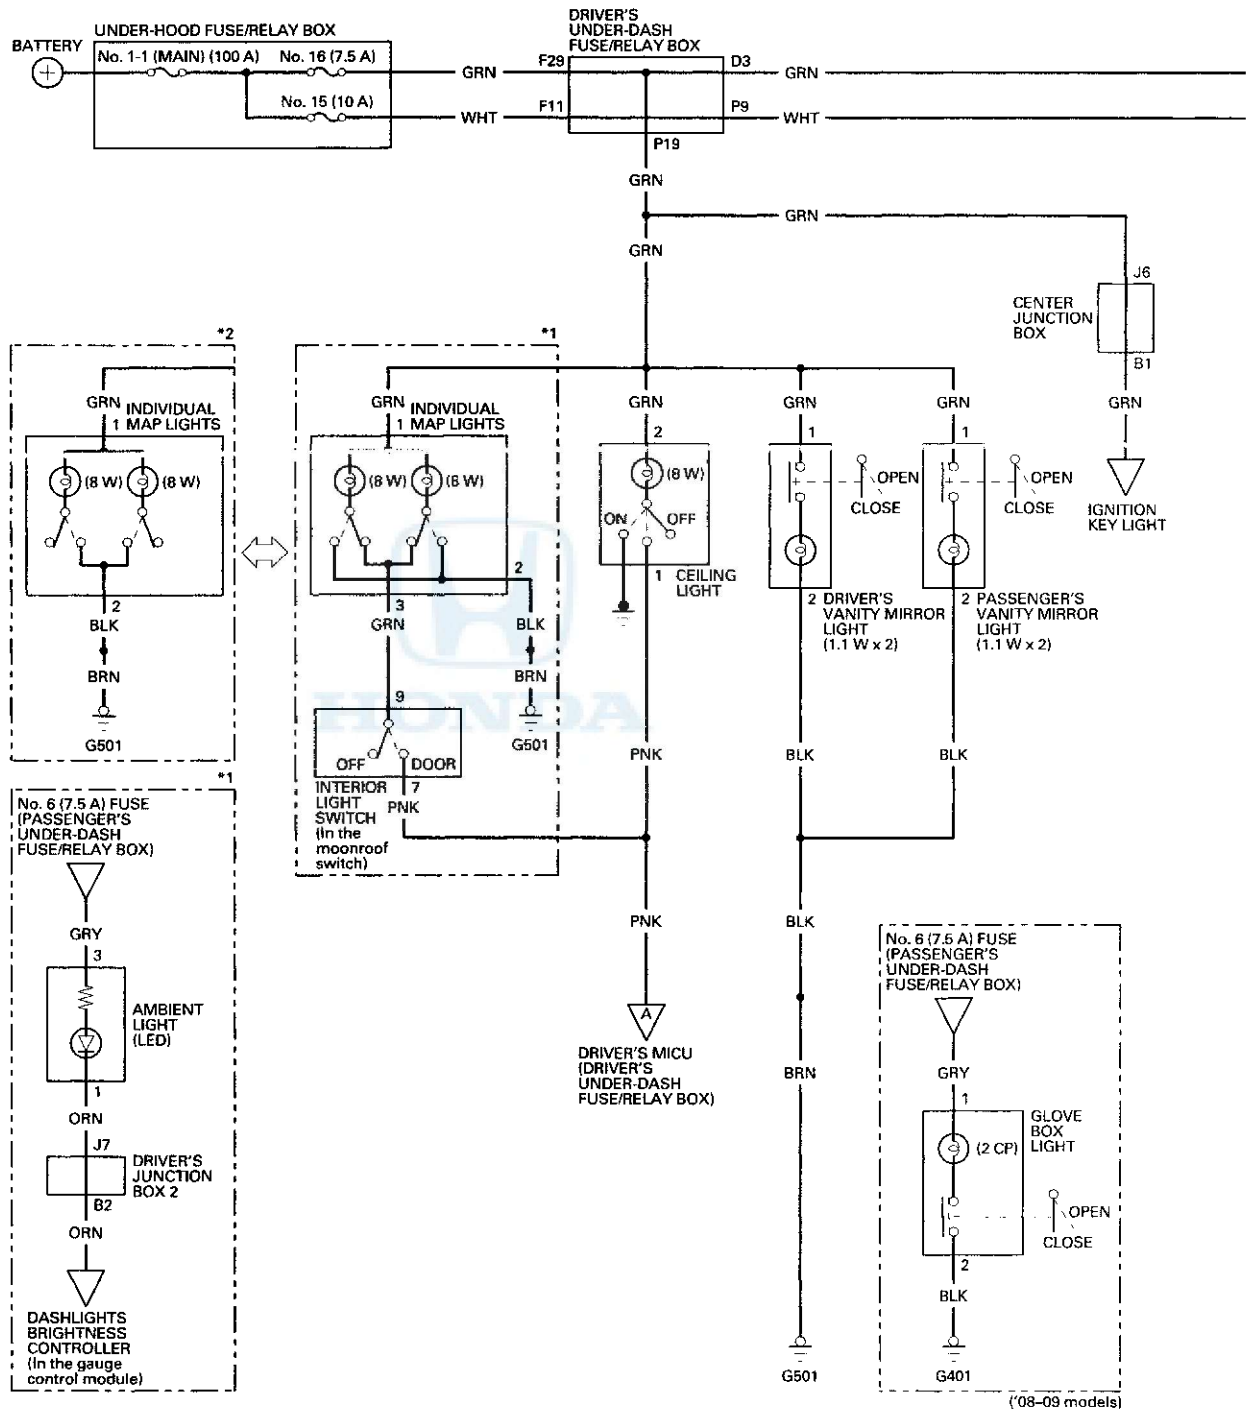 BATTERY
UNDER-HOOD FUSE/RELAY BOX
No. 1-1 (MAIN) (100 A)
No. 16 (7.5 A)
No. 15 (10 A)
GRN
WHT
DRIVER'S
UNDER-DASH
FUSE/RELAY BOX
F29
F11
D3
P9
P19
GRN
WHT
GRN
GRN
GRN
J6
CENTER
JUNCTION
BOX
B1
GRN
IGNITION
KEY LIGHT
*2
GRN
1
INDIVIDUAL
MAP LIGHTS
(8 W)
(8 W)
2
BLK
BRN
G501
*1
GRN
1
INDIVIDUAL
MAP LIGHTS
(8 W)
(8 W)
2
3
GRN
BLK
BRN
G501
9
OFF
DOOR
INTERIOR
LIGHT
SWITCH
(In the
moonroof
switch)
7
PNK
GRN
2
(8 W)
ON
OFF
1
CEILING
LIGHT
PNK
PNK
A
DRIVER'S MICU
(DRIVER'S
UNDER-DASH
FUSE/RELAY BOX)
GRN
1
OPEN
CLOSE
2
DRIVER'S
VANITY MIRROR
LIGHT
(1.1 W x 2)
BLK
BLK
BRN
G501
GRN
1
OPEN
CLOSE
2
PASSENGER'S
VANITY MIRROR
LIGHT
(1.1 W x 2)
BLK
HONDA
*1
No. 6 (7.5 A) FUSE
(PASSENGER'S
UNDER-DASH
FUSE/RELAY BOX)
GRY
3
AMBIENT
LIGHT
(LED)
1
ORN
J7
DRIVER'S
JUNCTION
BOX 2
B2
ORN
DASHLIGHTS
BRIGHTNESS
CONTROLLER
(In the gauge
control module)
No. 6 (7.5 A) FUSE
(PASSENGER'S
UNDER-DASH
FUSE/RELAY BOX)
GRY
1
GLOVE
BOX
LIGHT
(2 CP)
OPEN
CLOSE
2
BLK
G401
('08-09 models)